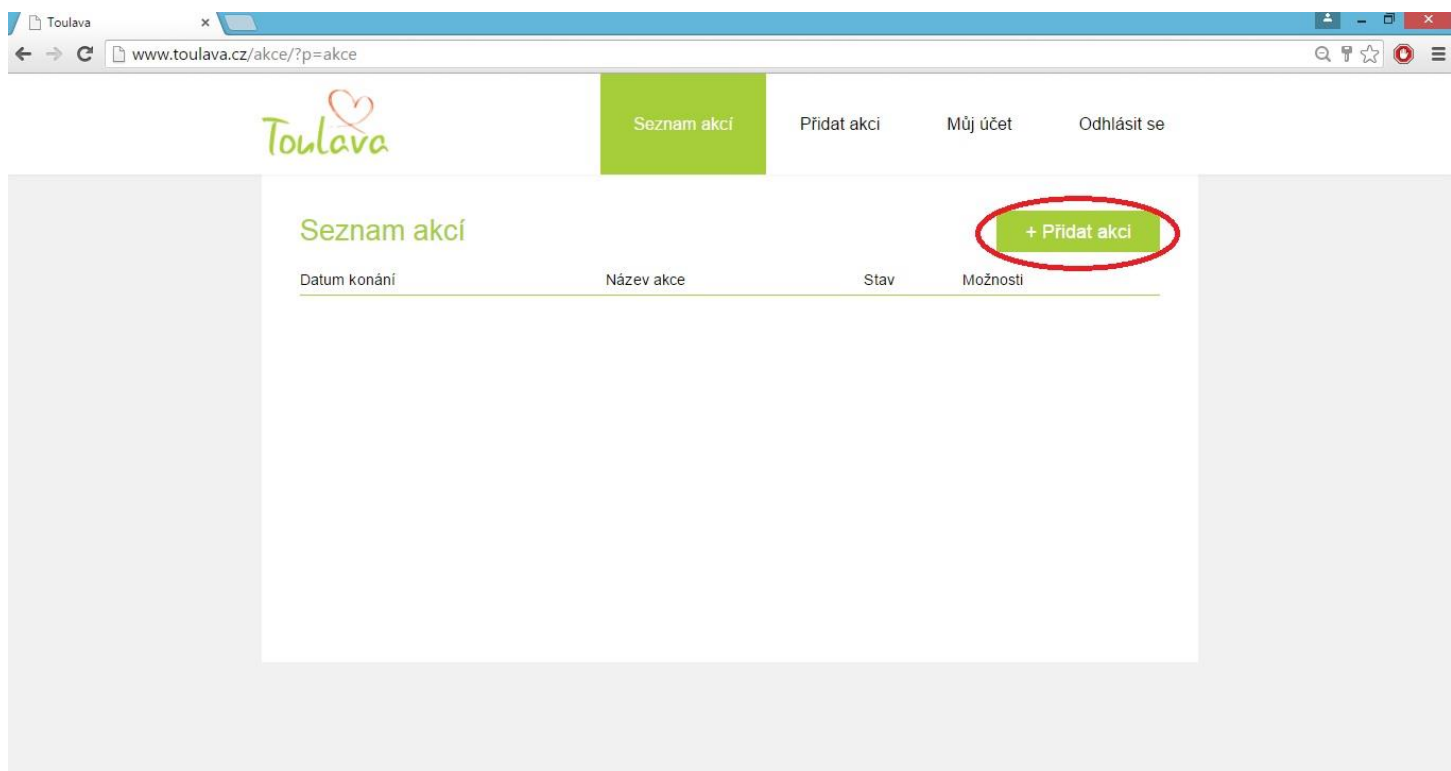 Toulava
www.toulava.cz/akce/?p=akce
Toulava
Seznam akcí Přidat akci Můj účet Odhlásit se
Seznam akcí + Přidat akci
Datum konání Název akce Stav Možnosti